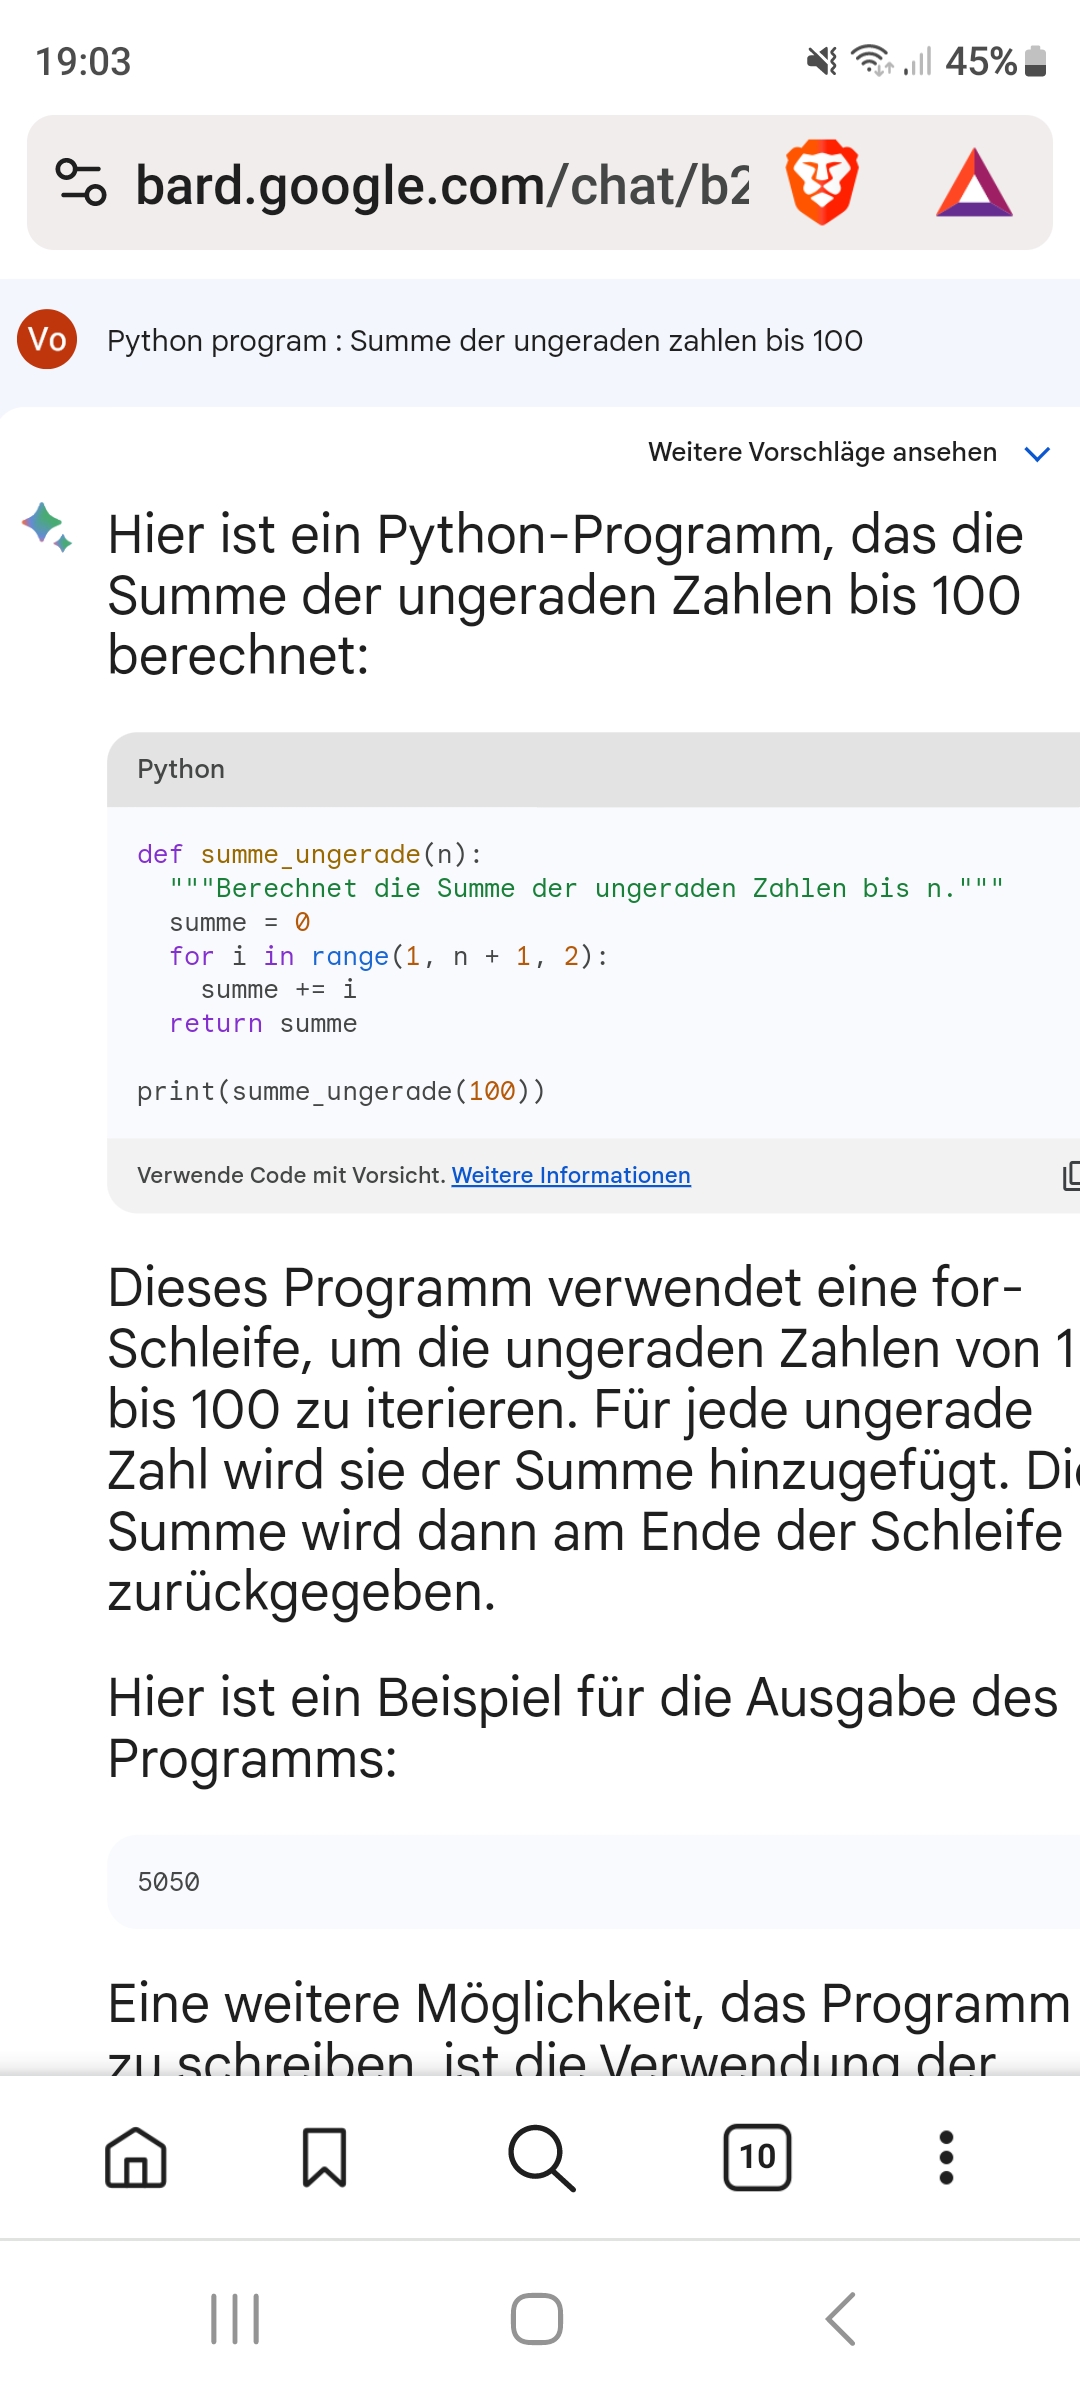 19:03
45%
bard.google.com/chat/b2
Vo
Python program : Summe der ungeraden zahlen bis 100
Weitere Vorschläge ansehen
Hier ist ein Python-Programm, das die
Summe der ungeraden Zahlen bis 100
berechnet:
Python
def summe_ungerade(n):
  """Berechnet die Summe der ungeraden Zahlen bis n."""
  summe = 0
  for i in range(1, n + 1, 2):
    summe += i
  return summe
print(summe_ungerade(100))
Verwende Code mit Vorsicht. Weitere Informationen
Dieses Programm verwendet eine for-
Schleife, um die ungeraden Zahlen von 1
bis 100 zu iterieren. Für jede ungerade
Zahl wird sie der Summe hinzugefügt. Die
Summe wird dann am Ende der Schleife
zurückgegeben.
Hier ist ein Beispiel für die Ausgabe des
Programms:
5050
Eine weitere Möglichkeit, das Programm
zu schreiben, ist die Verwendung der
10